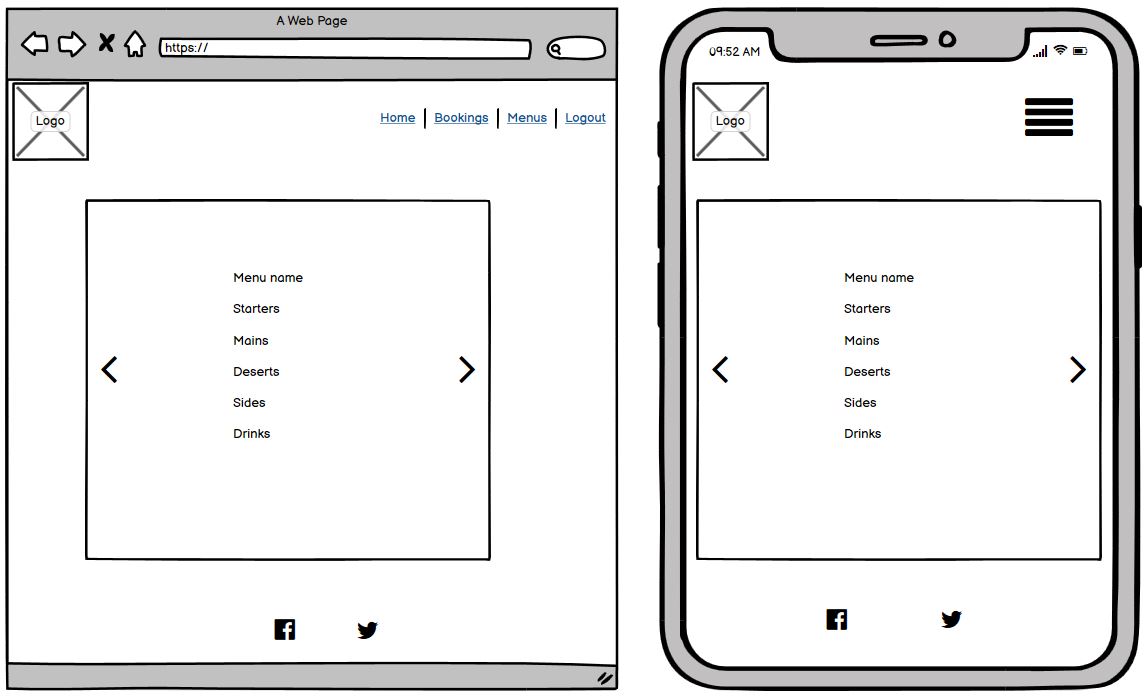 A Web Page
https://
Logo
Home Bookings Menus Logout
Menu name
Starters
Mains
Deserts
Sides
Drinks
09:52 AM
Logo
Menu name
Starters
Mains
Deserts
Sides
Drinks